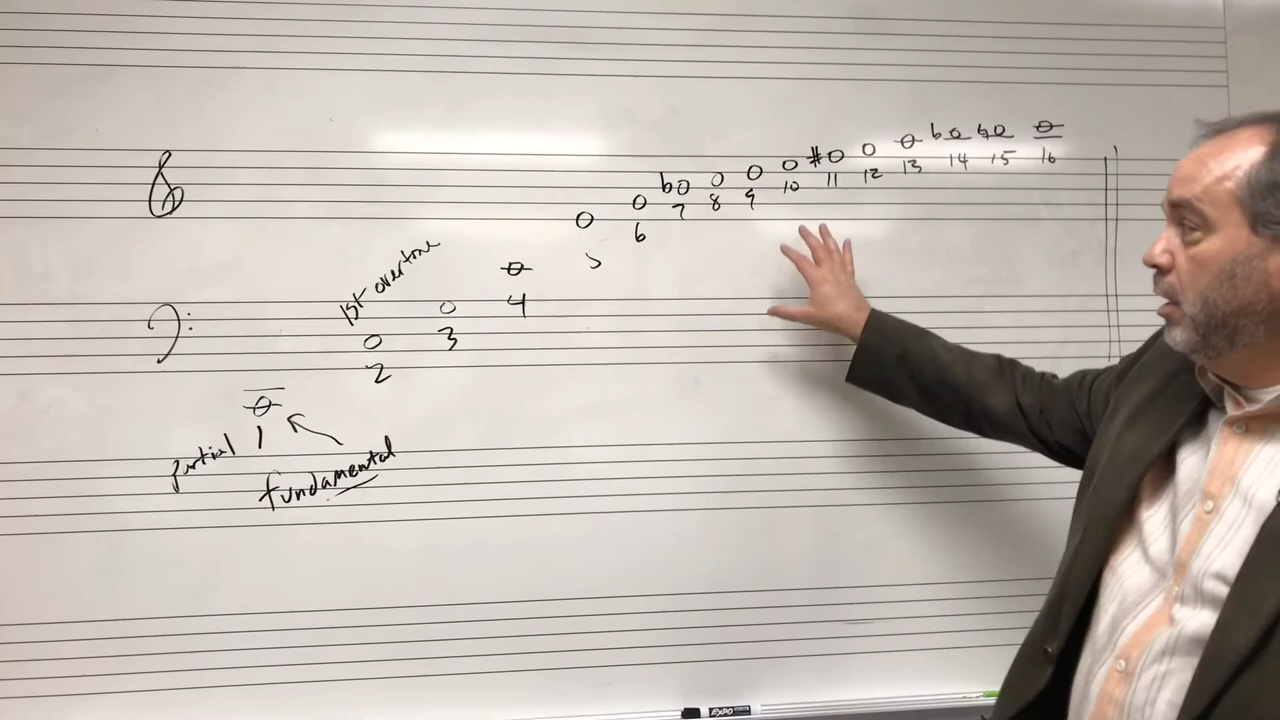 b # b ♮
6 7 8 9 10 11 12 13 14 15 16
5
1st overtone
2 3 4
partial 1
fundamental
EXPO